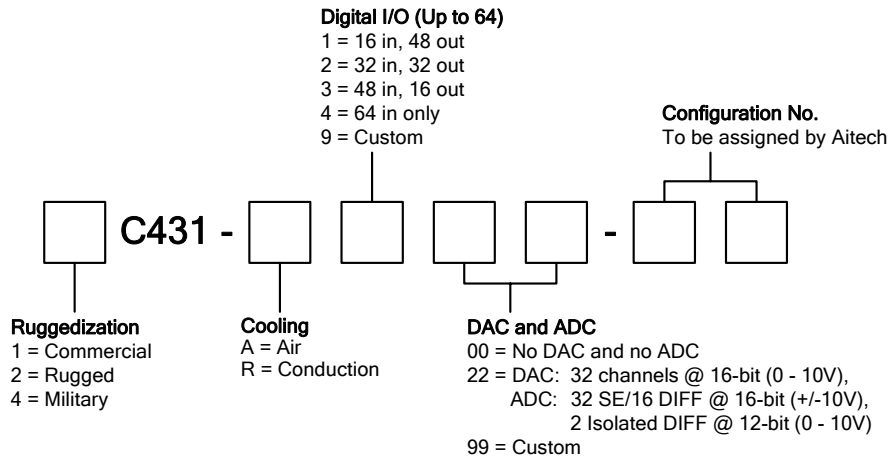 Digital I/O (Up to 64)
1 = 16 in, 48 out
2 = 32 in, 32 out
3 = 48 in, 16 out
4 = 64 in only
9 = Custom
Configuration No.
To be assigned by Aitech
C431 - -
Ruggedization
1 = Commercial
2 = Rugged
4 = Military
Cooling
A = Air
R = Conduction
DAC and ADC
00 = No DAC and no ADC
22 = DAC: 32 channels @ 16-bit (0 - 10V),
ADC: 32 SE/16 DIFF @ 16-bit (+/-10V),
2 Isolated DIFF @ 12-bit (0 - 10V)
99 = Custom